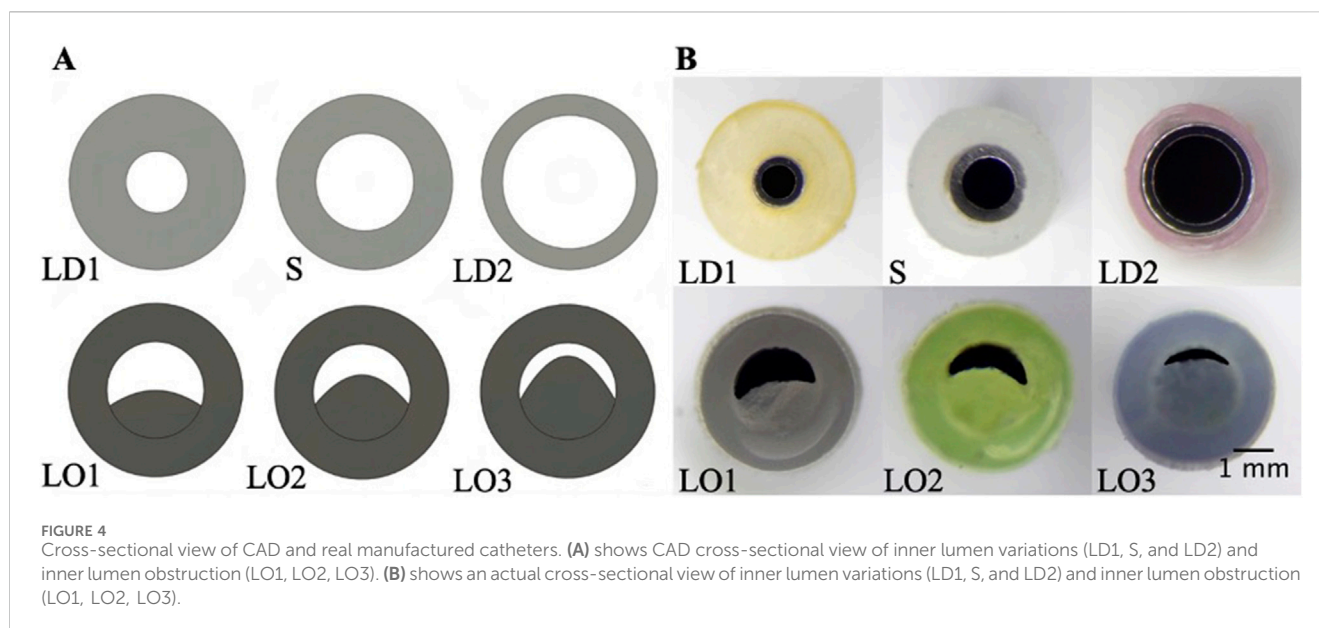 A
B
LD1
S
LD2
LD1
S
LD2
LO1
LO2
LO3
LO1
LO2
LO3
1 mm
FIGURE 4
Cross-sectional view of CAD and real manufactured catheters. (A) shows CAD cross-sectional view of inner lumen variations (LD1, S, and LD2) and
inner lumen obstruction (LO1, LO2, LO3). (B) shows an actual cross-sectional view of inner lumen variations (LD1, S, and LD2) and inner lumen obstruction
(LO1, LO2, LO3).